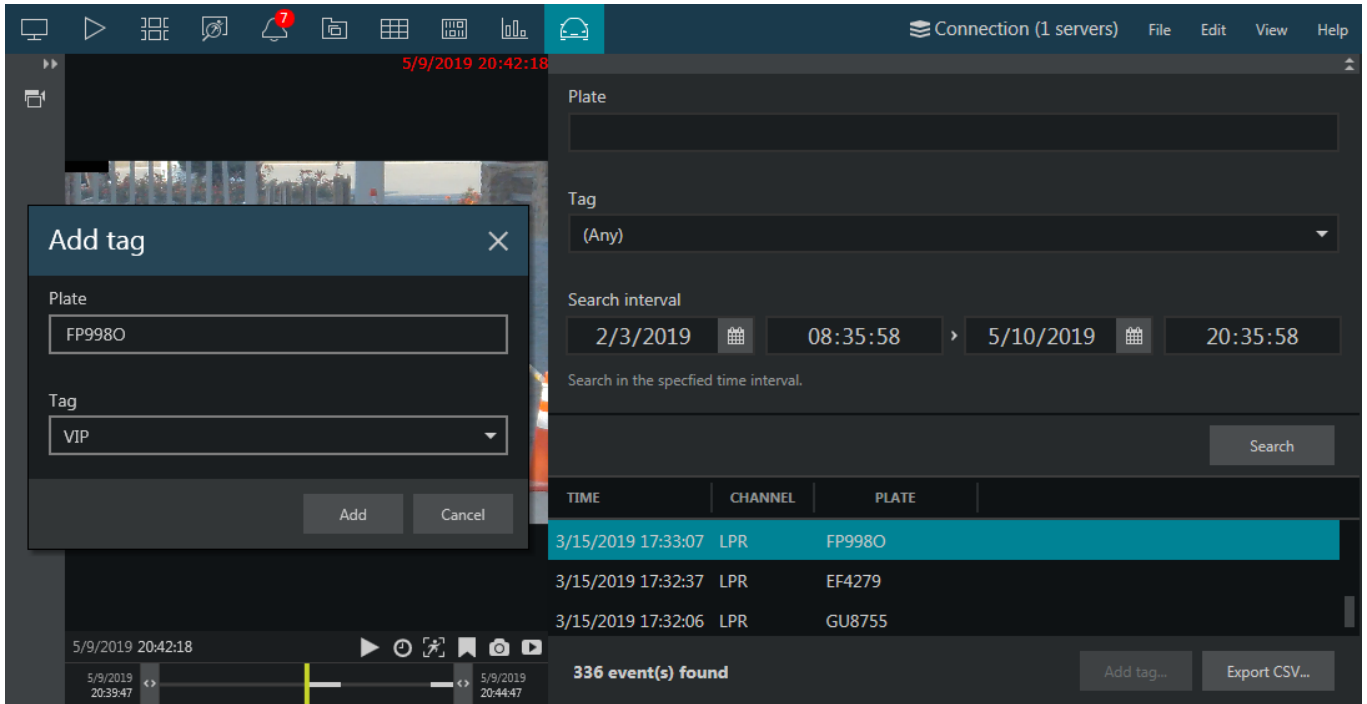 7
Connection (1 servers) File Edit View Help
5/9/2019 20:42:18
Plate
Tag
(Any)
Search interval
2/3/2019 08:35:58 › 5/10/2019 20:35:58
Search in the specfied time interval.
Search
Add tag
Plate
FP998O
Tag
VIP
Add Cancel
TIME CHANNEL PLATE
3/15/2019 17:33:07 LPR FP998O
3/15/2019 17:32:37 LPR EF4279
3/15/2019 17:32:06 LPR GU8755
336 event(s) found Add tag... Export CSV...
5/9/2019 20:42:18
5/9/2019
20:39:47
5/9/2019
20:44:47